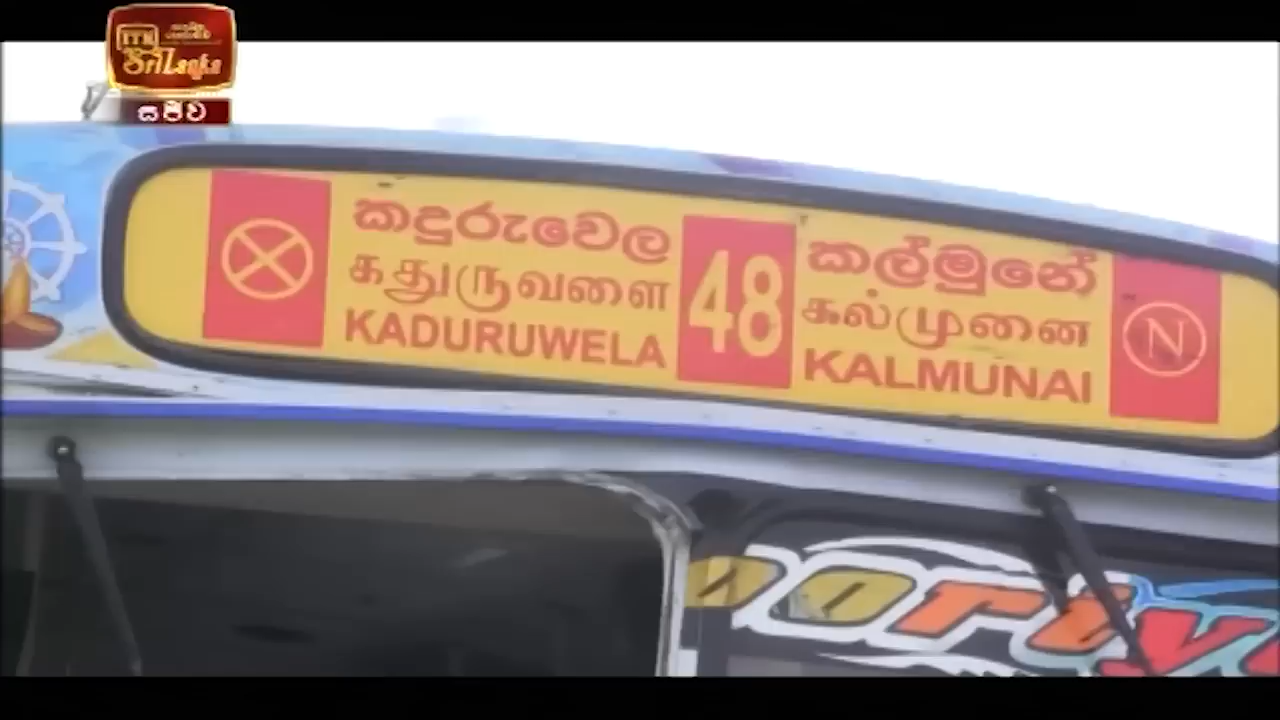 ITN
Sri Lanka
සජීව
කදුරුවෙල
கதுருவளை
KADURUWELA
48
කල්මුනේ
கல்முனை
KALMUNAI
N